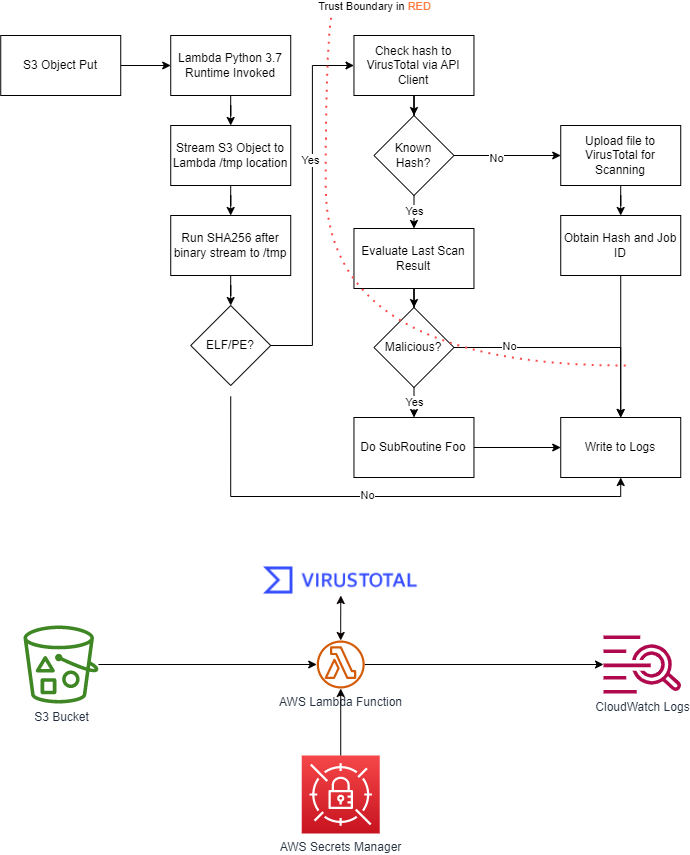 Trust Boundary in RED
S3 Object Put
Lambda Python 3.7
Runtime Invoked
Check hash to
VirusTotal via API
Client
Stream S3 Object to
Lambda /tmp location
Yes
Known
Hash?
No
Upload file to
VirusTotal for
Scanning
Run SHA256 after
binary stream to /tmp
Yes
Evaluate Last Scan
Result
Obtain Hash and Job
ID
ELF/PE?
Malicious?
No
Yes
Do SubRoutine Foo
Write to Logs
No
VIRUSTOTAL
S3 Bucket
AWS Lambda Function
CloudWatch Logs
AWS Secrets Manager